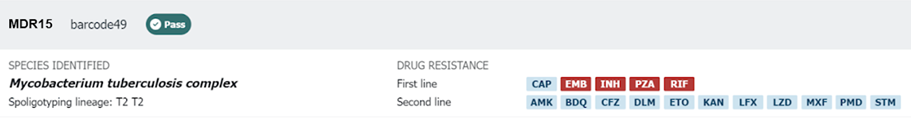 MDR15 barcode49 Pass
SPECIES IDENTIFIED
Mycobacterium tuberculosis complex
Spoligotyping lineage: T2 T2
DRUG RESISTANCE
First line CAP EMB INH PZA RIF
Second line AMK BDQ CFZ DLM ETO KAN LFX LZD MXF PMD STM